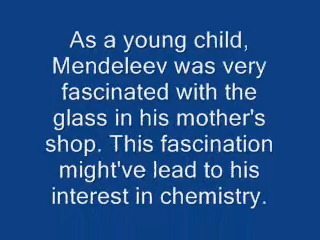 As a young child,
Mendeleev was very
fascinated with the
glass in his mother's
shop. This fascination
might've lead to his
interest in chemistry.